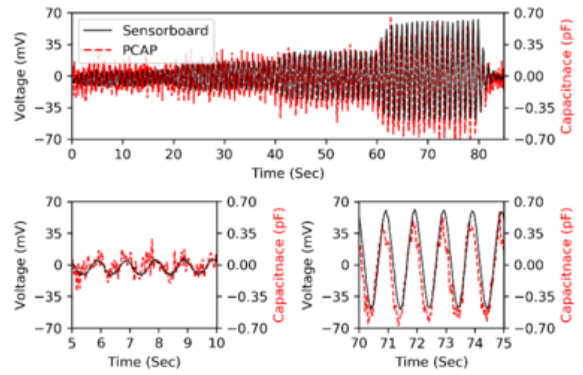 Sensorboard
PCAP
Voltage (mV)
70
35
0
−35
−70
0.70
0.35
0.00
−0.35
−0.70
Capacitnace (pF)
0 10 20 30 40 50 60 70 80
Time (Sec)
Voltage (mV)
70
35
0
−35
−70
0.70
0.35
0.00
−0.35
−0.70
Capacitnace (pF)
5 6 7 8 9 10
Time (Sec)
Voltage (mV)
70
35
0
−35
−70
0.70
0.35
0.00
−0.35
−0.70
Capacitnace (pF)
70 71 72 73 74 75
Time (Sec)